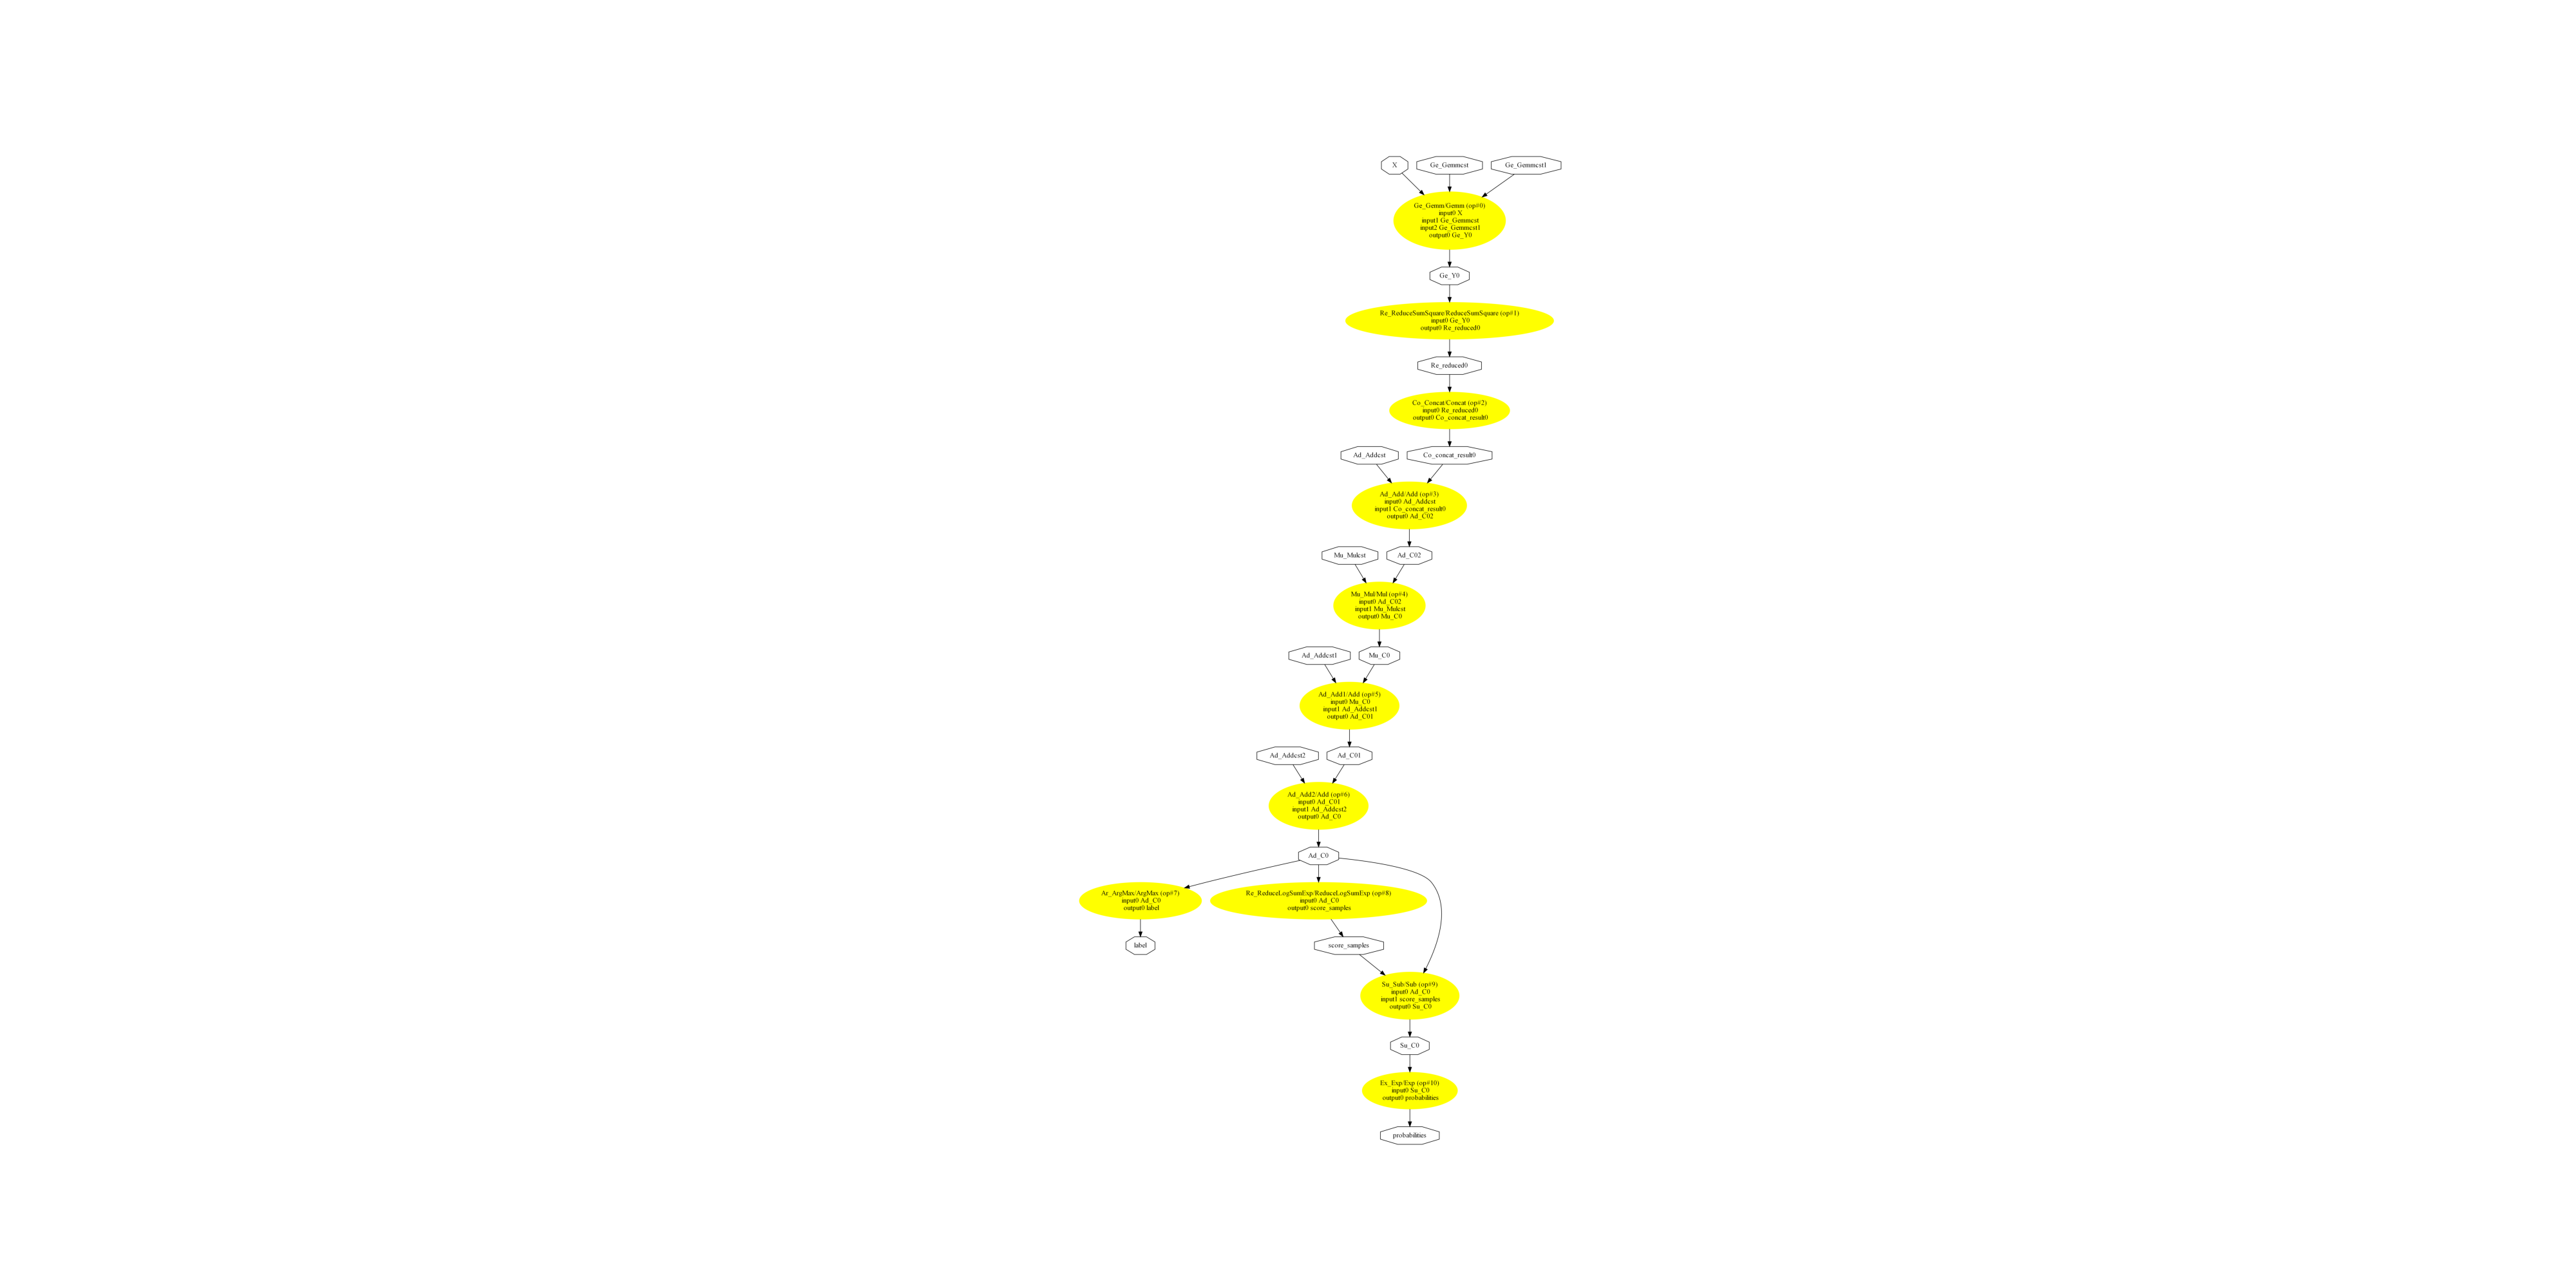 X
Ge_Gemmcst
Ge_Gemmcst1
Ge_Gemm/Gemm (op#0)
input0 X
input1 Ge_Gemmcst
input2 Ge_Gemmcst1
output0 Ge_Y0
Ge_Y0
Re_ReduceSumSquare/ReduceSumSquare (op#1)
input0 Ge_Y0
output0 Re_reduced0
Re_reduced0
Co_Concat/Concat (op#2)
input0 Re_reduced0
output0 Co_concat_result0
Ad_Addcst
Co_concat_result0
Ad_Add/Add (op#3)
input0 Ad_Addcst
input1 Co_concat_result0
output0 Ad_C02
Mu_Mulcst
Ad_C02
Mu_Mul/Mul (op#4)
input0 Ad_C02
input1 Mu_Mulcst
output0 Mu_C0
Ad_Addcst1
Mu_C0
Ad_Add1/Add (op#5)
input0 Mu_C0
input1 Ad_Addcst1
output0 Ad_C01
Ad_Addcst2
Ad_C01
Ad_Add2/Add (op#6)
input0 Ad_C01
input1 Ad_Addcst2
output0 Ad_C0
Ad_C0
Ar_ArgMax/ArgMax (op#7)
input0 Ad_C0
output0 label
Re_ReduceLogSumExp/ReduceLogSumExp (op#8)
input0 Ad_C0
output0 score_samples
label
score_samples
Su_Sub/Sub (op#9)
input0 Ad_C0
input1 score_samples
output0 Su_C0
Su_C0
Ex_Exp/Exp (op#10)
input0 Su_C0
output0 probabilities
probabilities